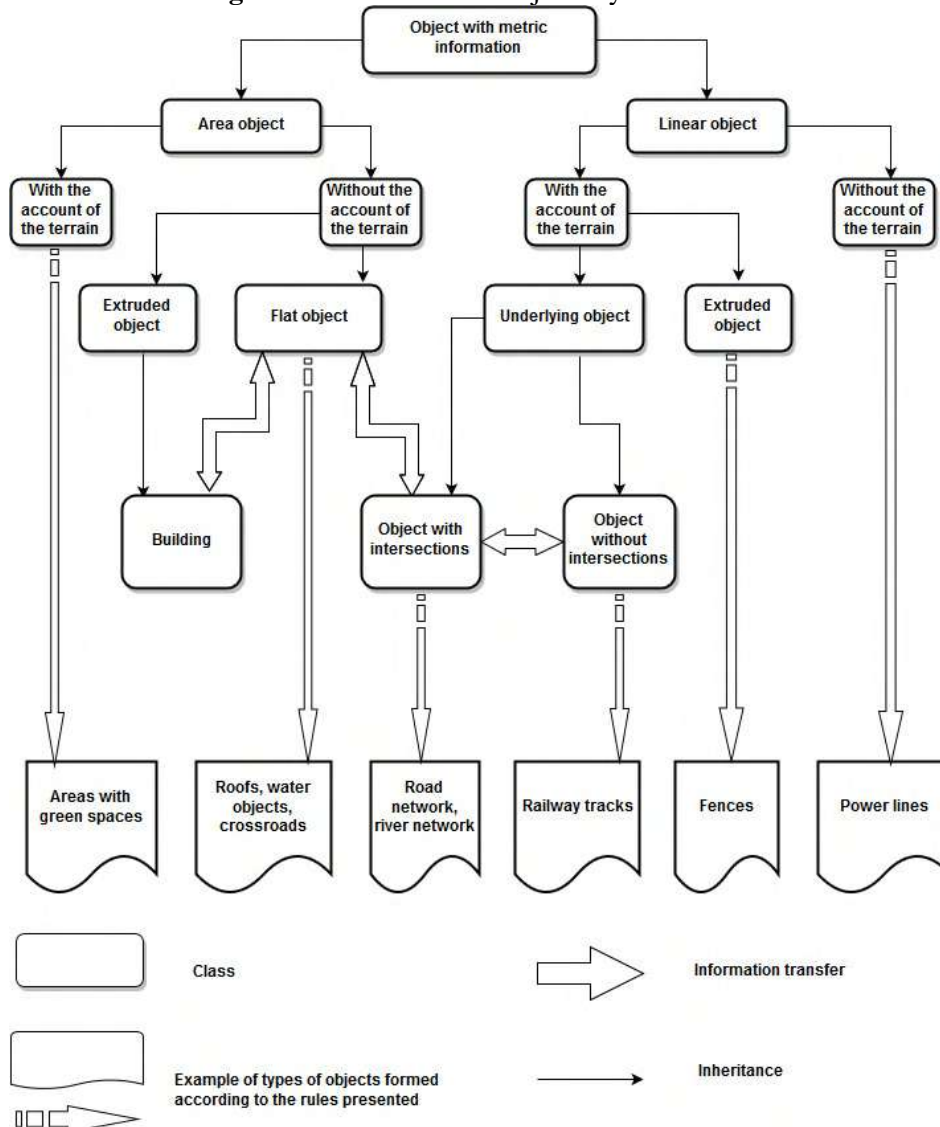 Object with metric
information
Area object
Linear object
With the
account of
the terrain
Without the
account of
the terrain
With the
account of
the terrain
Without the
account of
the terrain
Extruded
object
Flat object
Underlying object
Extruded
object
Building
Object with
intersections
Object
without
intersections
Areas with
green spaces
Roofs, water
objects,
crossroads
Road
network,
river network
Railway tracks
Fences
Power lines
Class
Information transfer
Example of types of objects formed
according to the rules presented
Inheritance